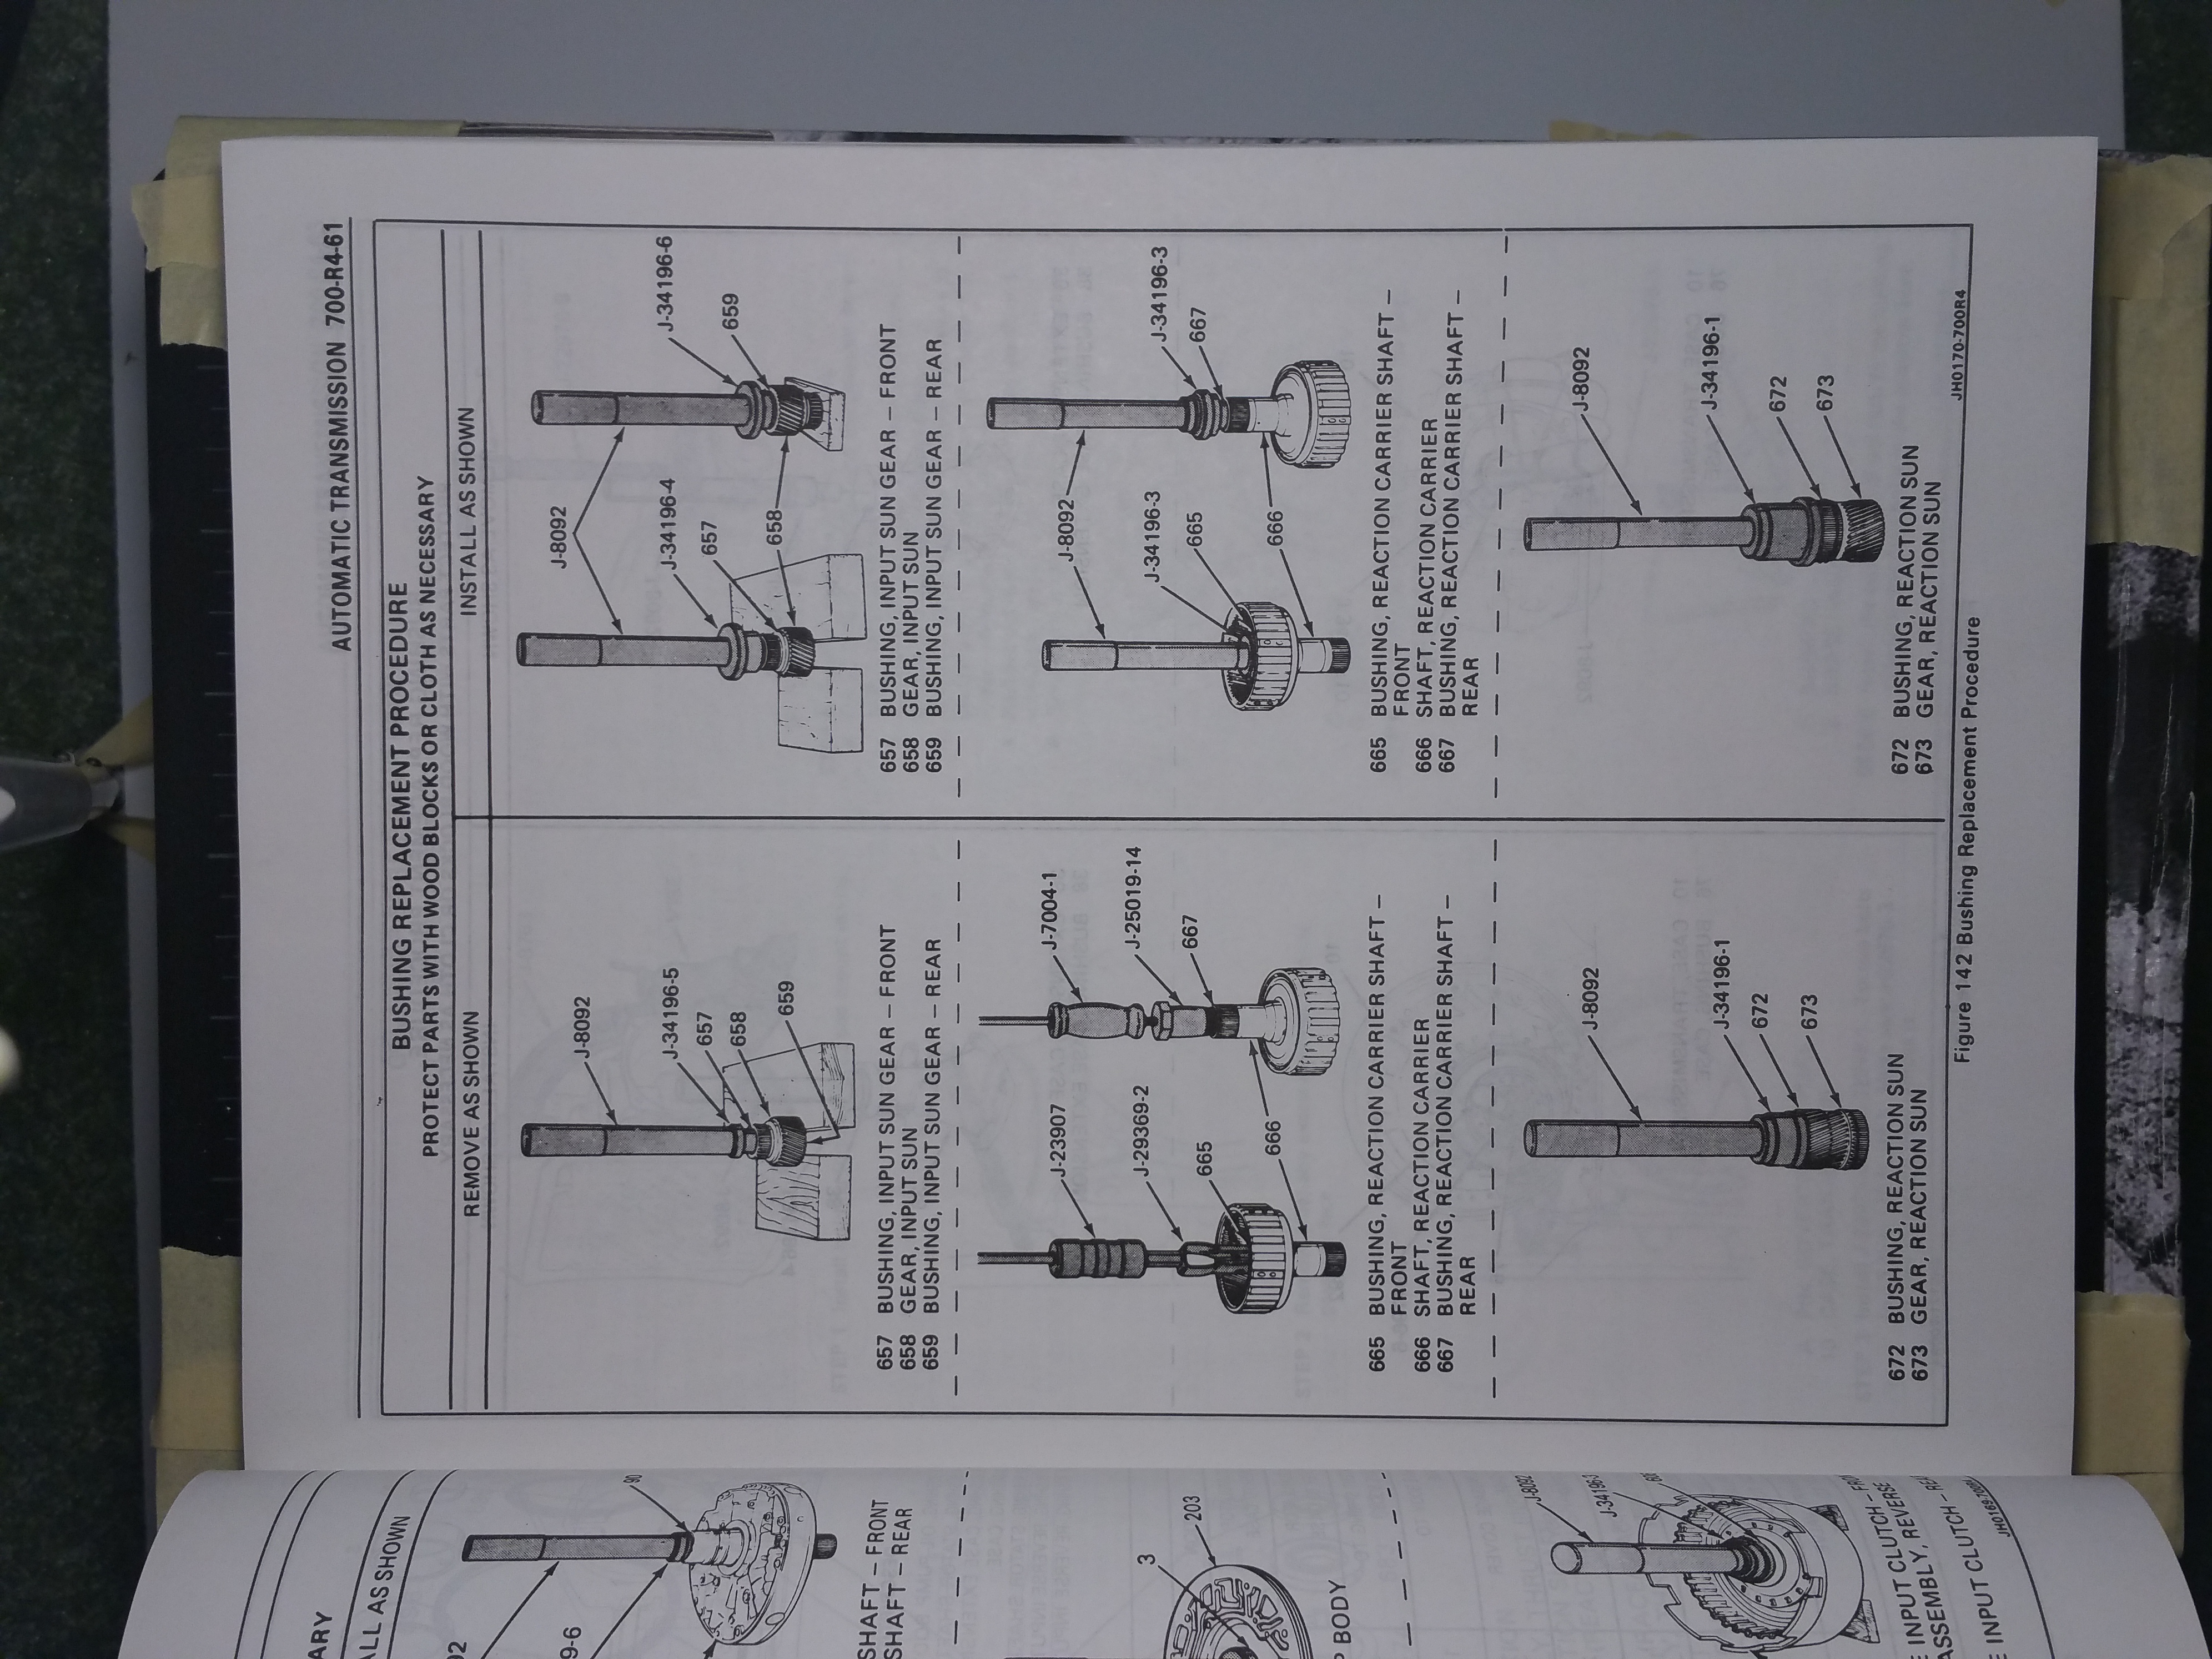 AUTOMATIC TRANSMISSION 700-R4-61
BUSHING REPLACEMENT PROCEDURE
PROTECT PARTS WITH WOOD BLOCKS OR CLOTH AS NECESSARY
REMOVE AS SHOWN
INSTALL AS SHOWN
J-8092
J-34196-5
657
658
659
657 BUSHING, INPUT SUN GEAR – FRONT
658 GEAR, INPUT SUN
659 BUSHING, INPUT SUN GEAR – REAR
J-8092
J-34196-4
657
658
J-34196-6
659
657 BUSHING, INPUT SUN GEAR – FRONT
658 GEAR, INPUT SUN
659 BUSHING, INPUT SUN GEAR – REAR
J-23907
J-29369-2
665
666
J-7004-1
J-25019-14
667
665 BUSHING, REACTION CARRIER SHAFT –
FRONT
666 SHAFT, REACTION CARRIER
667 BUSHING, REACTION CARRIER SHAFT –
REAR
J-8092
J-34196-3
665
666
J-34196-3
667
665 BUSHING, REACTION CARRIER SHAFT –
FRONT
666 SHAFT, REACTION CARRIER
667 BUSHING, REACTION CARRIER SHAFT –
REAR
J-8092
J-34196-1
672
673
672 BUSHING, REACTION SUN
673 GEAR, REACTION SUN
J-8092
J-34196-1
672
673
672 BUSHING, REACTION SUN
673 GEAR, REACTION SUN
JH0170-700R4
Figure 142 Bushing Replacement Procedure
ARY
ALL AS SHOWN
92
9-6
90
SHAFT – FRONT
SHAFT – REAR
3
203
P BODY
J-8092
J-34196-3
E INPUT CLUTCH –
ASSEMBLY, REVERSE
E INPUT CLUTCH –